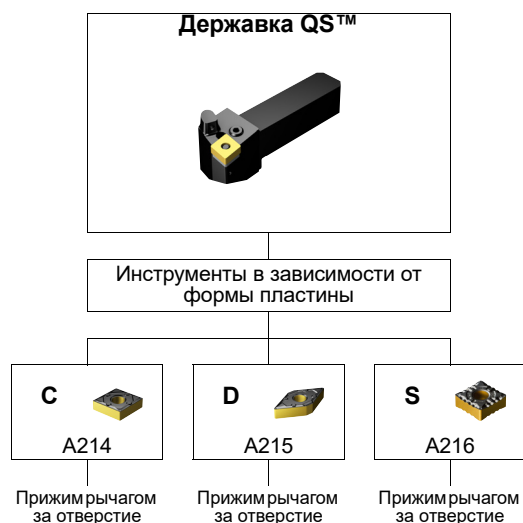 Державка QS™
Инструменты в зависимости от
формы пластины
C
D
S
A214
A215
A216
Прижим рычагом
за отверстие
Прижим рычагом
за отверстие
Прижим рычагом
за отверстие